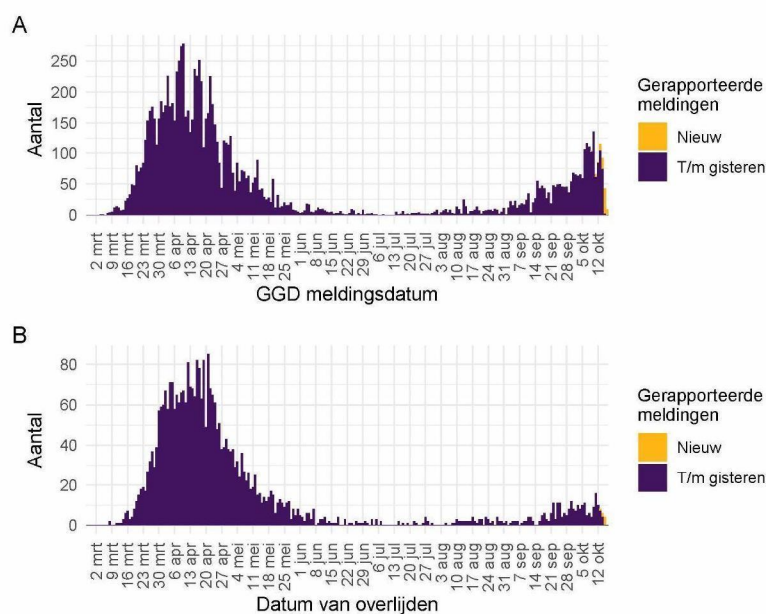 A
Aantal
250
200
150
100
50
0
2 mrt
9 mrt
16 mrt
23 mrt
30 mrt
6 apr
13 apr
20 apr
27 apr
4 mei
11 mei
18 mei
25 mei
1 jun
8 jun
15 jun
22 jun
29 jun
6 jul
13 jul
20 jul
27 jul
3 aug
10 aug
17 aug
24 aug
31 aug
7 sep
14 sep
21 sep
28 sep
5 okt
12 okt
GGD meldingsdatum
Gerapporteerde
meldingen
Nieuw
T/m gisteren
B
Aantal
80
60
40
20
0
2 mrt
9 mrt
16 mrt
23 mrt
30 mrt
6 apr
13 apr
20 apr
27 apr
4 mei
11 mei
18 mei
25 mei
1 jun
8 jun
15 jun
22 jun
29 jun
6 jul
13 jul
20 jul
27 jul
3 aug
10 aug
17 aug
24 aug
31 aug
7 sep
14 sep
21 sep
28 sep
5 okt
12 okt
Datum van overlijden
Gerapporteerde
meldingen
Nieuw
T/m gisteren